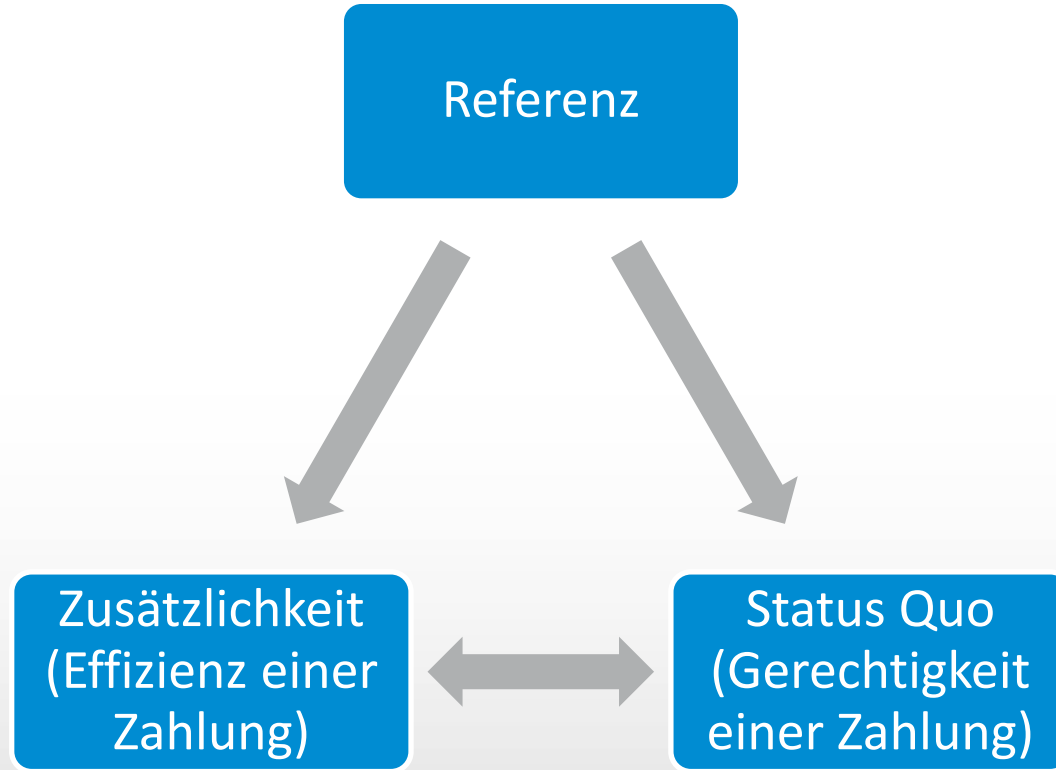 Referenz
Zusätzlichkeit
(Effizienz einer
Zahlung)
Status Quo
(Gerechtigkeit
einer Zahlung)